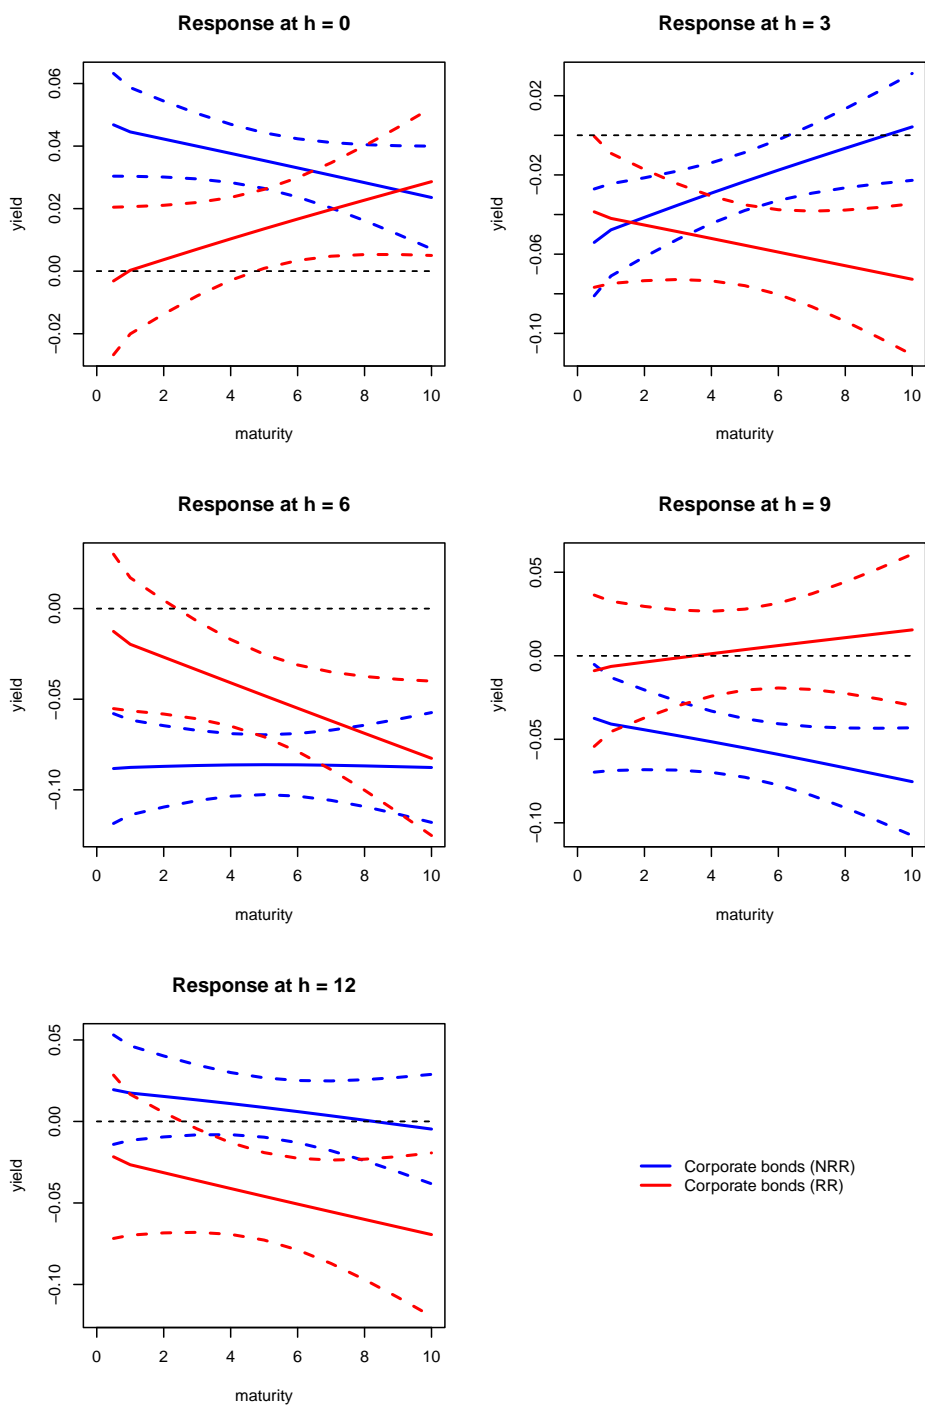 Response at h = 0
yield
0.06
0.04
0.02
0.00
−0.02
0 2 4 6 8 10
maturity
Response at h = 3
yield
0.02
−0.02
−0.06
−0.10
0 2 4 6 8 10
maturity
Response at h = 6
yield
0.00
−0.05
−0.10
0 2 4 6 8 10
maturity
Response at h = 9
yield
0.05
0.00
−0.05
−0.10
0 2 4 6 8 10
maturity
Response at h = 12
yield
0.05
0.00
−0.05
−0.10
0 2 4 6 8 10
maturity
Corporate bonds (NRR)
Corporate bonds (RR)